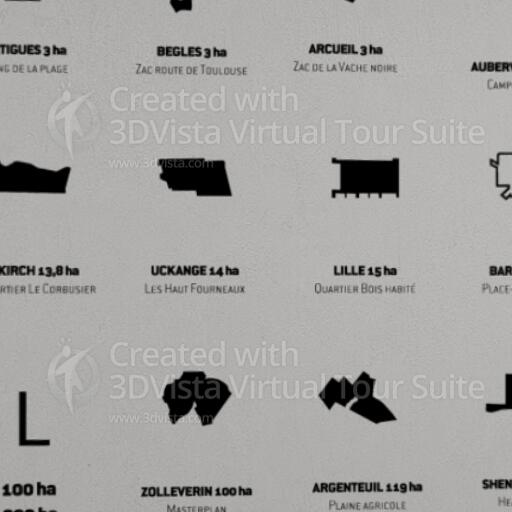 TIGUES 3 ha
NG DE LA PLAGE
BEGLES 3 ha
ZAC ROUTE DE TOULOUSE
ARCUEIL 3 ha
ZAC DE LA VACHE NOIRE
AUBERV
CAMP
Created with
3DVista Virtual Tour Suite
www.3dvista.com
KIRCH 13,8 ha
RTIER LE CORBUSIER
UCKANGE 14 ha
LES HAUT FOURNEAUX
LILLE 15 ha
QUARTIER BOIS HABITÉ
BAR
PLACE-
Created with
3DVista Virtual Tour Suite
www.3dvista.com
100 ha
ZOLLEVERIN 100 ha
MASTERPLAN
ARGENTEUIL 119 ha
PLAINE AGRICOLE
SHEN
HE